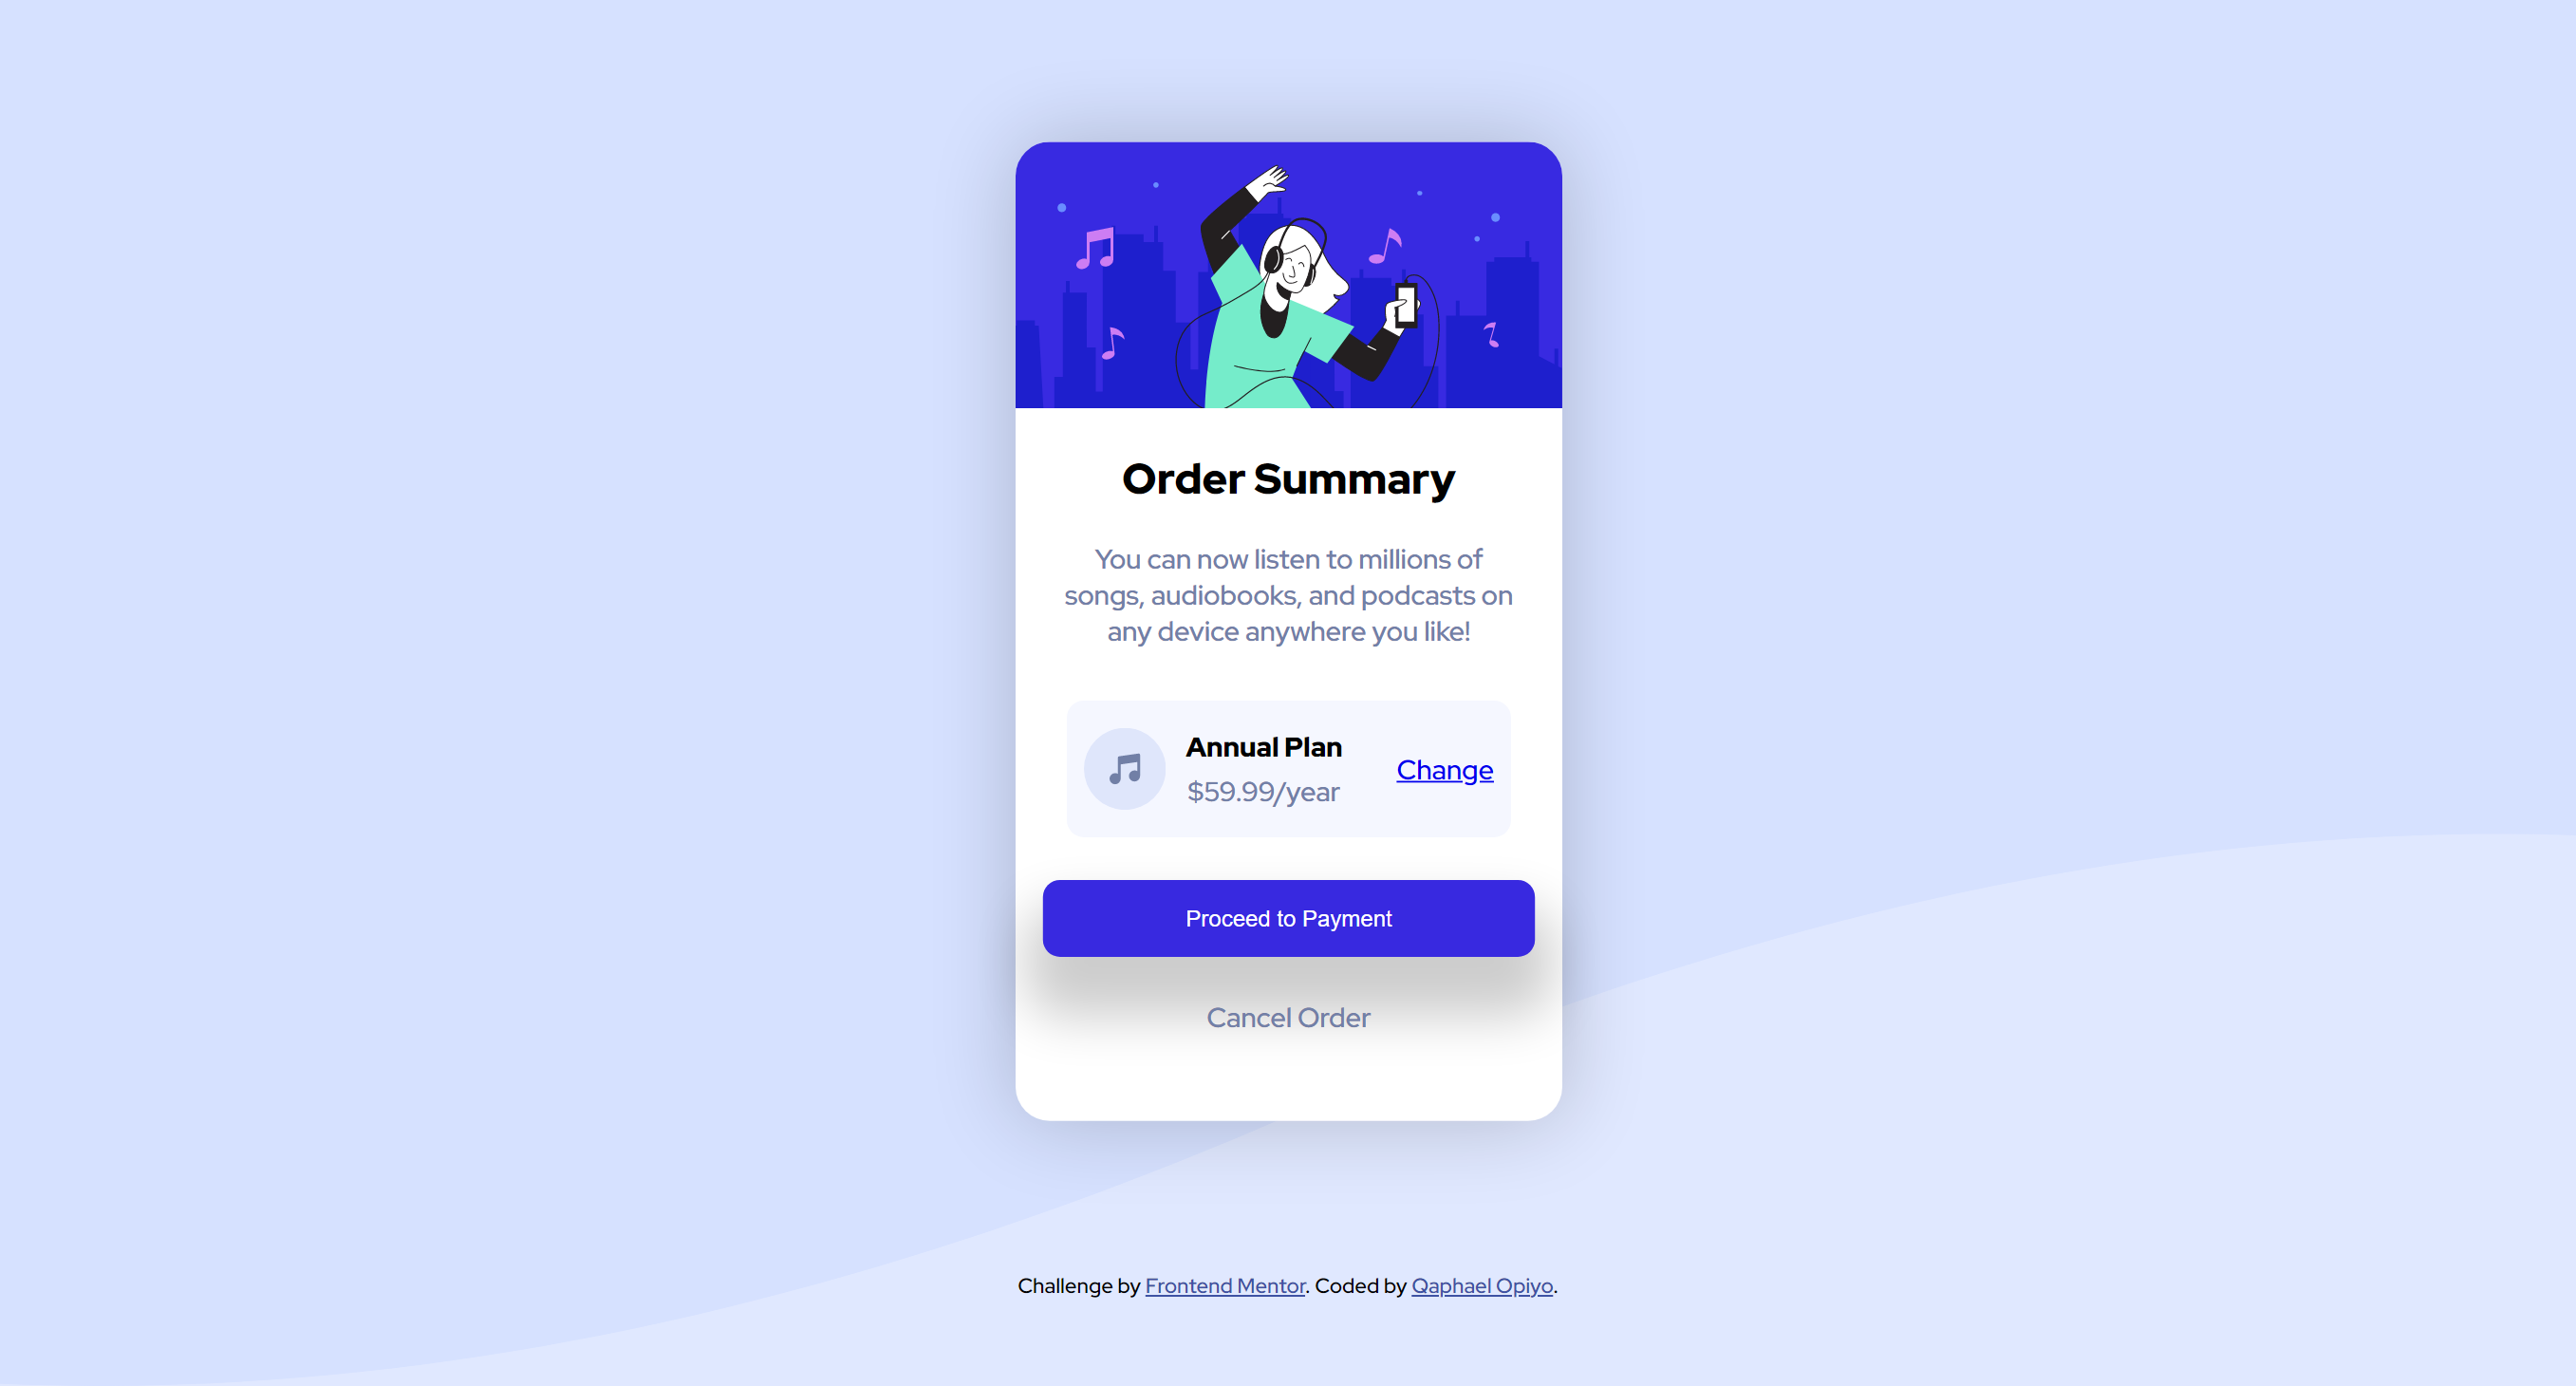 Order Summary
You can now listen to millions of
songs, audiobooks, and podcasts on
any device anywhere you like!
Annual Plan
$59.99/year
Change
Proceed to Payment
Cancel Order
Challenge by Frontend Mentor. Coded by Qaphael Opiyo.